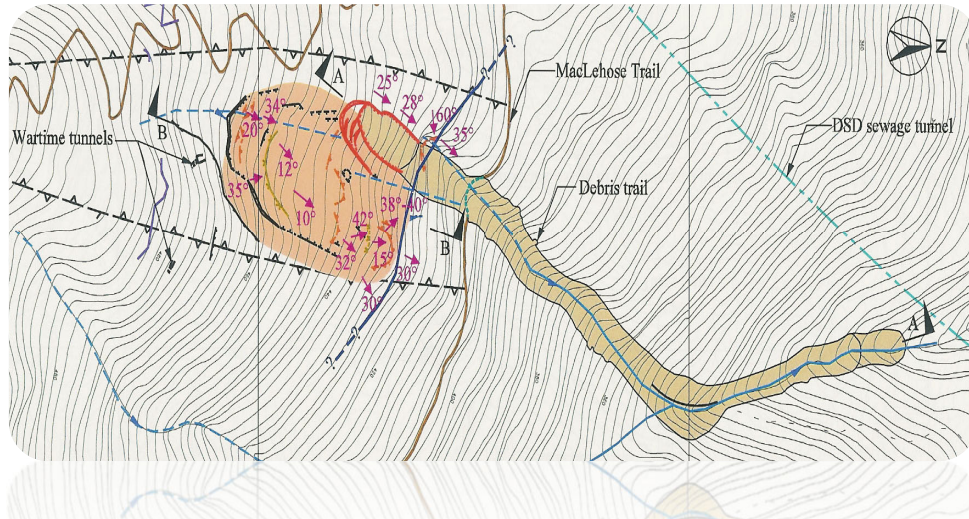 N
A
MacLehose Trail
25°
28°
34°
160°
B
20°
35°
DSD sewage tunnel
Wartime tunnels
12°
35°
38°-40°
Debris trail
10°
42°
B
32°
15°
30°
30°
?
?
A